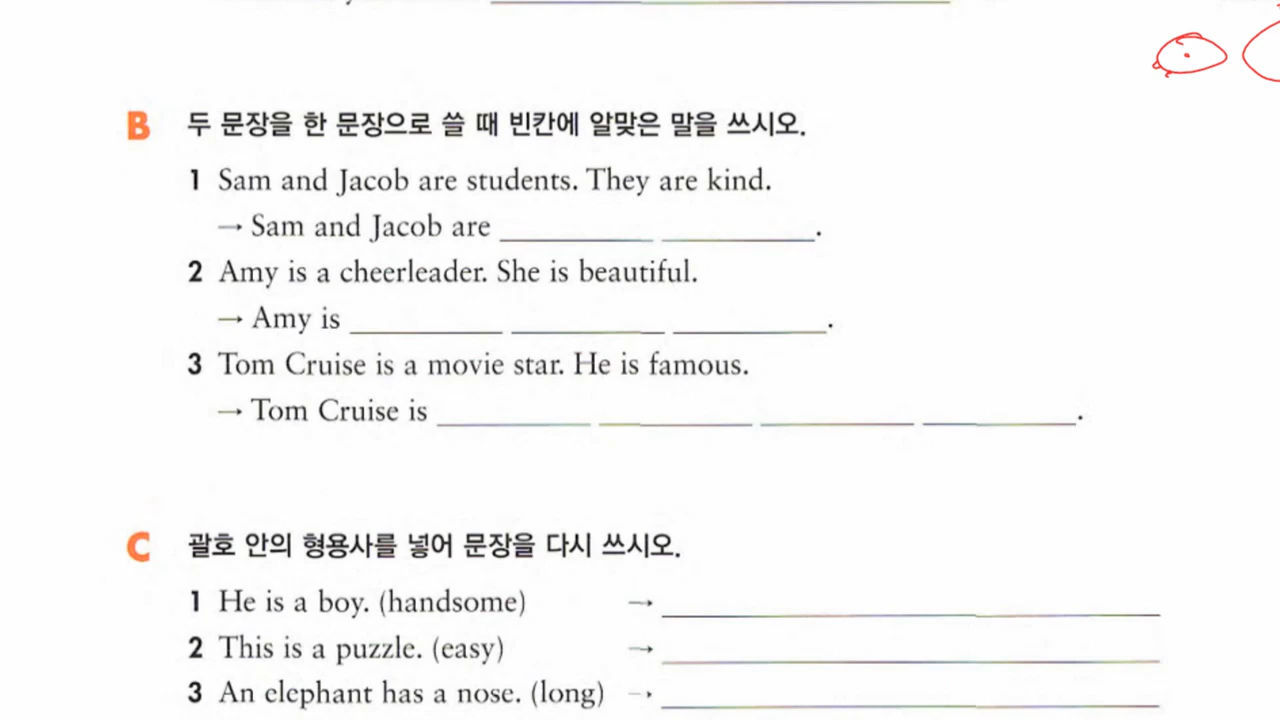 B 두 문장을 한 문장으로 쓸 때 빈칸에 알맞은 말을 쓰시오.
1 Sam and Jacob are students. They are kind.
→ Sam and Jacob are ________ ________.
2 Amy is a cheerleader. She is beautiful.
→ Amy is ________ ________ ________.
3 Tom Cruise is a movie star. He is famous.
→ Tom Cruise is ________ ________ ________ ________.
C 괄호 안의 형용사를 넣어 문장을 다시 쓰시오.
1 He is a boy. (handsome) → ________
2 This is a puzzle. (easy) → ________
3 An elephant has a nose. (long) → ________